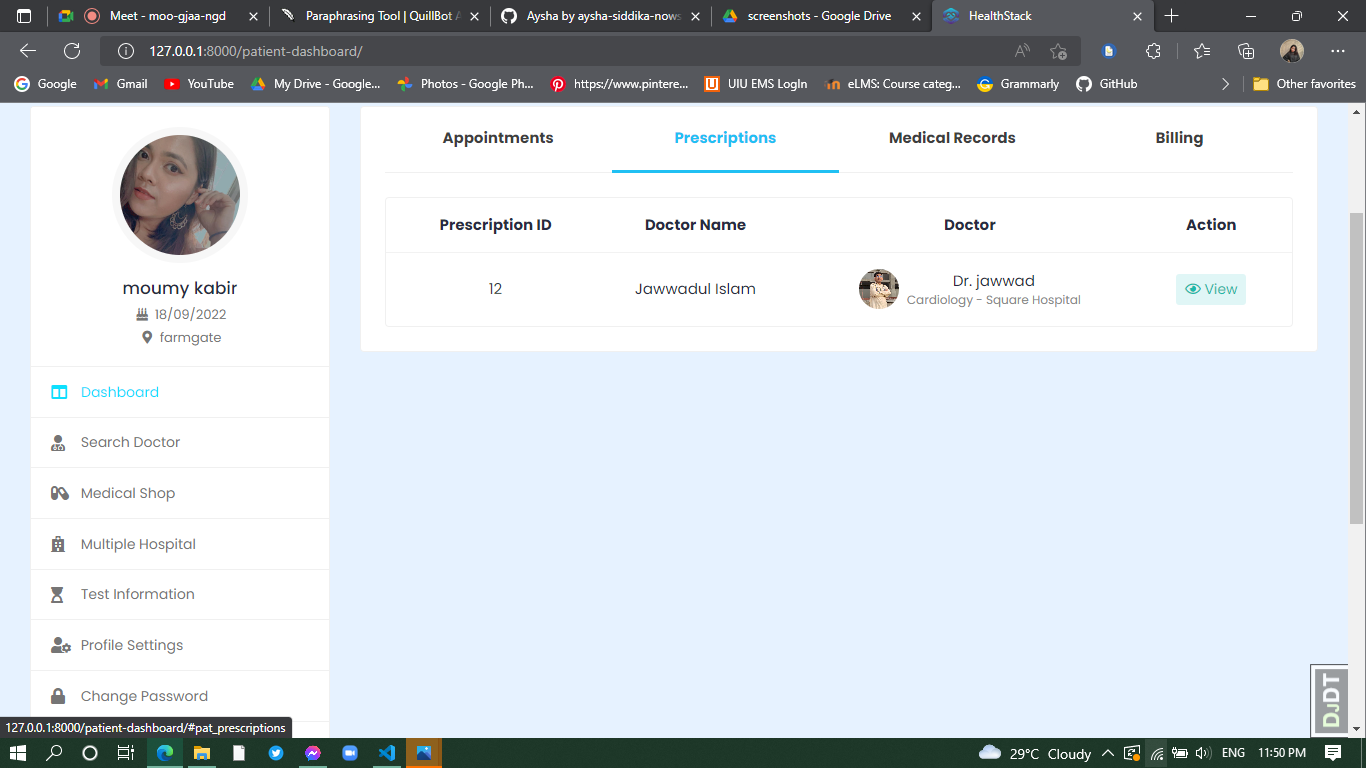 Meet - moo-gjaa-ngd
Paraphrasing Tool | QuillBot A
Aysha by aysha-siddika-nows
screenshots - Google Drive
HealthStack
127.0.0.1:8000/patient-dashboard/
Google
Gmail
YouTube
My Drive - Google...
Photos - Google Ph...
https://www.pintere...
UIU EMS LogIn
eLMS: Course categ...
Grammarly
GitHub
Other favorites
moumy kabir
18/09/2022
farmgate
Dashboard
Search Doctor
Medical Shop
Multiple Hospital
Test Information
Profile Settings
Change Password
Appointments
Prescriptions
Medical Records
Billing
Prescription ID Doctor Name Doctor Action
12 Jawwadul Islam Dr. jawwad View
Cardiology - Square Hospital
DJDT
127.0.0.1:8000/patient-dashboard/#pat_prescriptions
29°C Cloudy ENG 11:50 PM